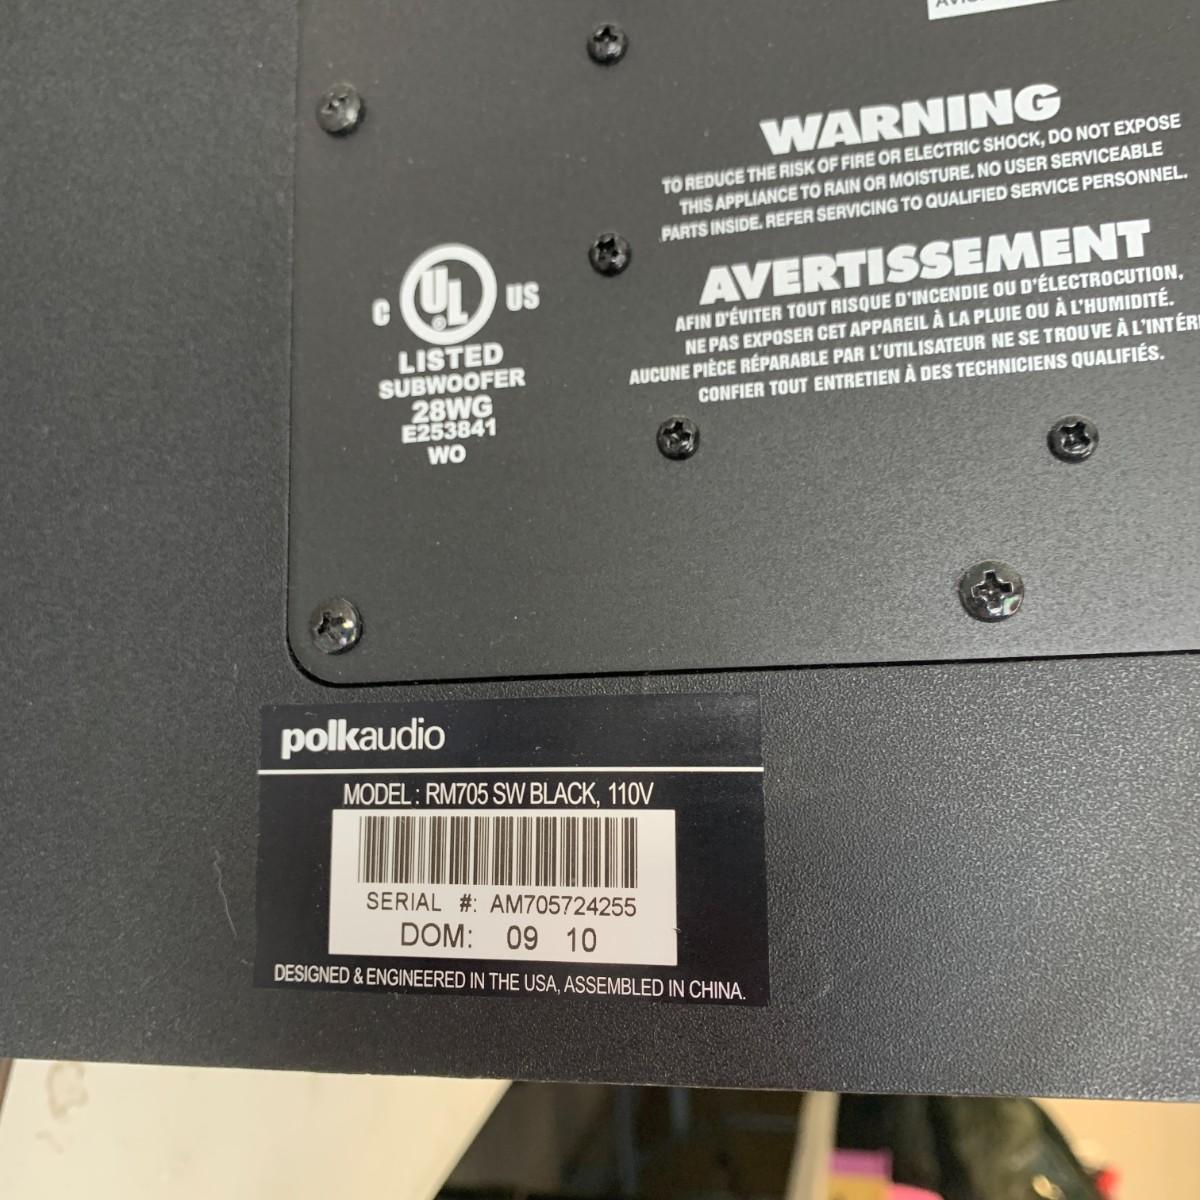 WARNING
TO REDUCE THE RISK OF FIRE OR ELECTRIC SHOCK, DO NOT EXPOSE
THIS APPLIANCE TO RAIN OR MOISTURE. NO USER SERVICEABLE
PARTS INSIDE. REFER SERVICING TO QUALIFIED SERVICE PERSONNEL.
AVERTISSEMENT
AFIN D'ÉVITER TOUT RISQUE D'INCENDIE OU D'ÉLECTROCUTION,
NE PAS EXPOSER CET APPAREIL À LA PLUIE OU À L'HUMIDITÉ.
AUCUNE PIÈCE RÉPARABLE PAR L'UTILISATEUR NE SE TROUVE À
CONFIER TOUT ENTRETIEN À DES TECHNICIENS QUALIFIÉS.
C UL ® US
LISTED
SUBWOOFER
28WG
E253841
WO
polkaudio
MODEL : RM705 SW BLACK, 110V
SERIAL #: AM705724255
DOM: 09 10
DESIGNED & ENGINEERED IN THE USA, ASSEMBLED IN CHINA.